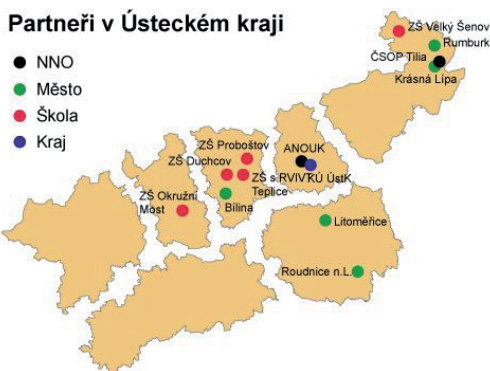 Partneři v Ústeckém kraji
NNO
Město
Škola
Kraj
ZŠ Velký Šenov
Rumburk
ČSOP Tilia
Krásná Lípa
ZŠ Proboštov
ANOUK
ZŠ Duchcov
ZŠ s RVIVT
KÚ ÚstK
Teplice
ZŠ Okružní
Most
Bílina
Litoměřice
Roudnice n.L.